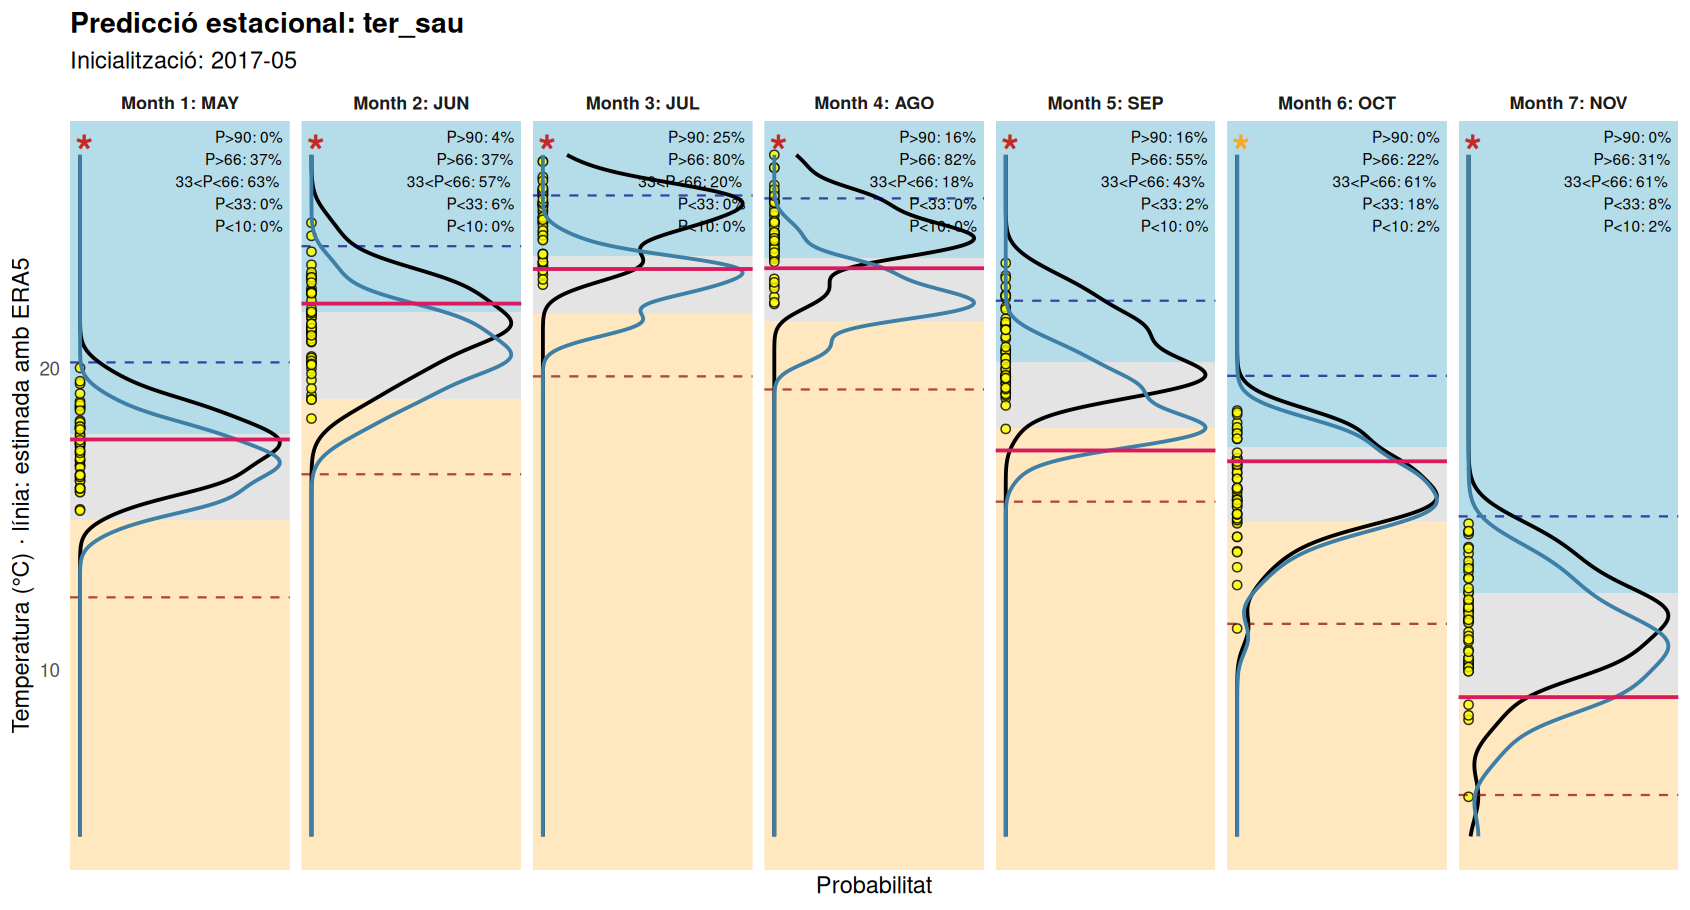 Predicció estacional: ter_sau
Inicialització: 2017-05
Month 1: MAY
Month 2: JUN
Month 3: JUL
Month 4: AGO
Month 5: SEP
Month 6: OCT
Month 7: NOV
*
P>90: 0%
P>66: 37%
33<P<66: 63%
P<33: 0%
P<10: 0%
*
P>90: 4%
P>66: 37%
33<P<66: 57%
P<33: 6%
P<10: 0%
*
P>90: 25%
P>66: 80%
33<P<66: 20%
P<33: 0%
P<10: 0%
*
P>90: 16%
P>66: 82%
33<P<66: 18%
P<33: 0%
P<10: 0%
*
P>90: 16%
P>66: 55%
33<P<66: 43%
P<33: 2%
P<10: 0%
*
P>90: 0%
P>66: 22%
33<P<66: 61%
P<33: 18%
P<10: 2%
*
P>90: 0%
P>66: 31%
33<P<66: 61%
P<33: 8%
P<10: 2%
20
10
Temperatura (°C) · línia: estimada amb ERA5
Probabilitat